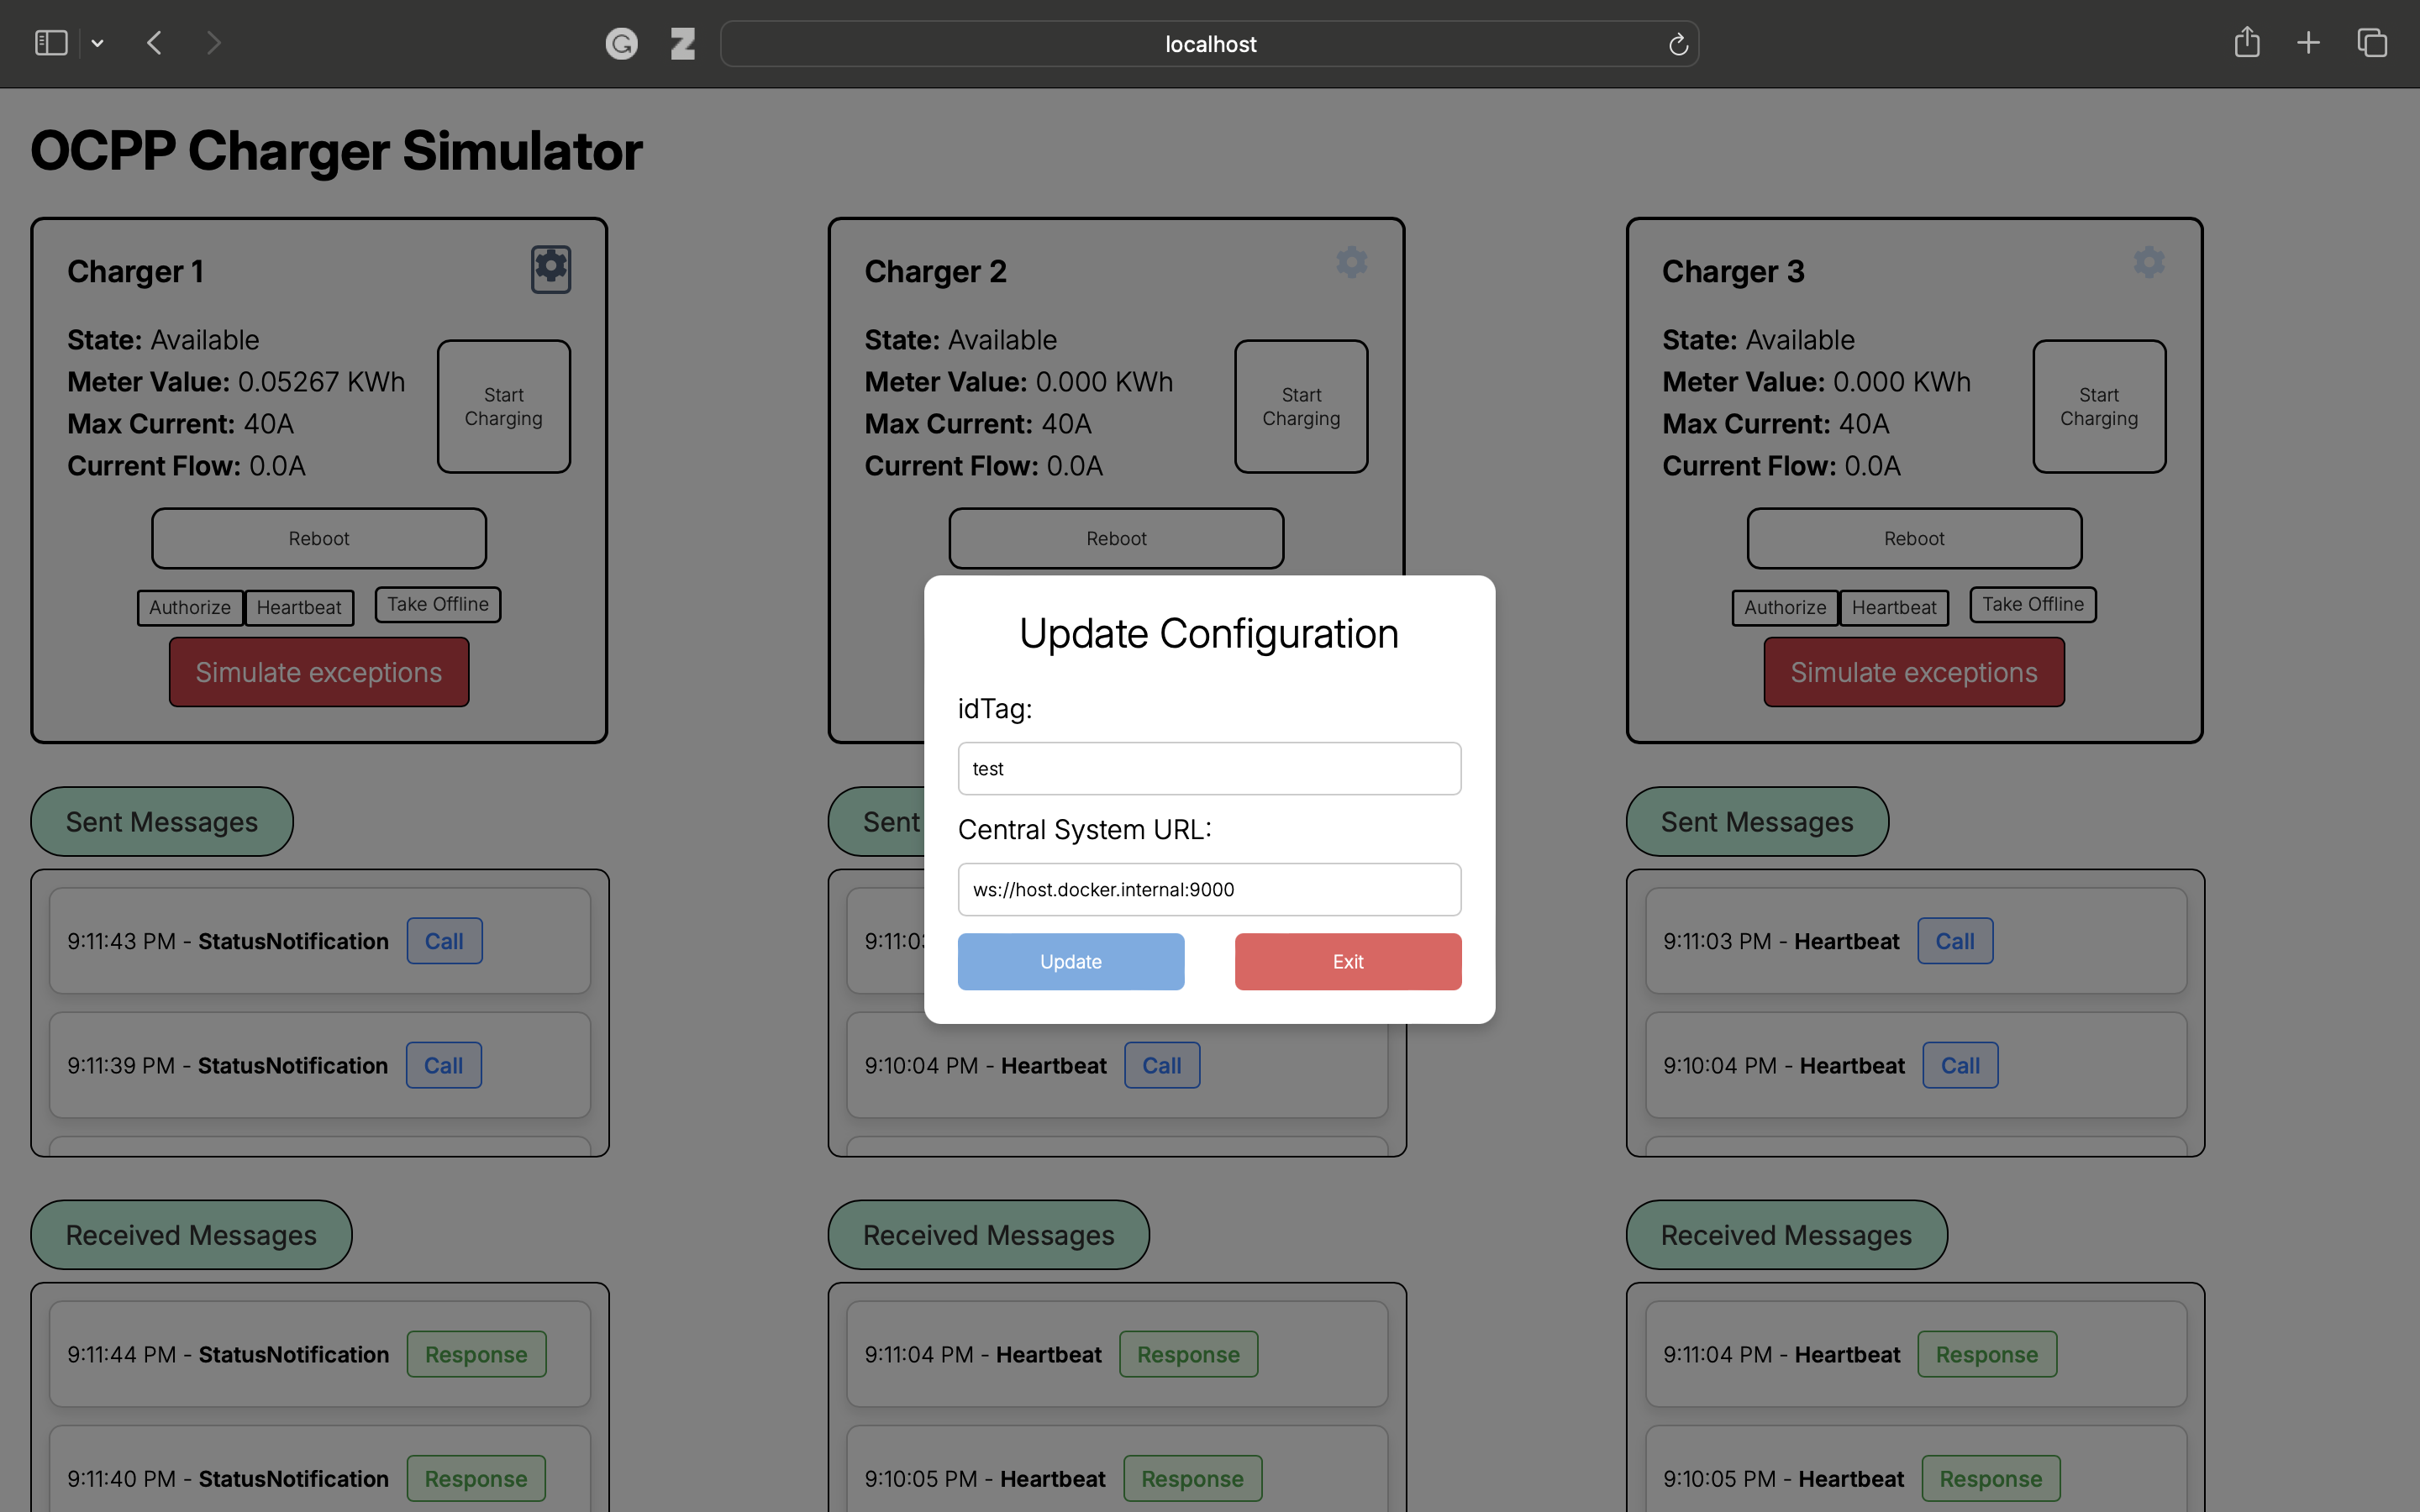 localhost
OCPP Charger Simulator
Charger 1
State: Available
Meter Value: 0.05267 KWh
Max Current: 40A
Current Flow: 0.0A
Start
Charging
Reboot
Authorize
Heartbeat
Take Offline
Simulate exceptions
Charger 2
State: Available
Meter Value: 0.000 KWh
Max Current: 40A
Current Flow: 0.0A
Start
Charging
Reboot
Charger 3
State: Available
Meter Value: 0.000 KWh
Max Current: 40A
Current Flow: 0.0A
Start
Charging
Reboot
Authorize
Heartbeat
Take Offline
Simulate exceptions
Update Configuration
idTag:
test
Central System URL:
ws://host.docker.internal:9000
Update
Exit
Sent Messages
9:11:43 PM - StatusNotification Call
9:11:39 PM - StatusNotification Call
Sent
9:11:03
9:10:04 PM - Heartbeat Call
Sent Messages
9:11:03 PM - Heartbeat Call
9:10:04 PM - Heartbeat Call
Received Messages
9:11:44 PM - StatusNotification Response
9:11:40 PM - StatusNotification Response
Received Messages
9:11:04 PM - Heartbeat Response
9:10:05 PM - Heartbeat Response
Received Messages
9:11:04 PM - Heartbeat Response
9:10:05 PM - Heartbeat Response